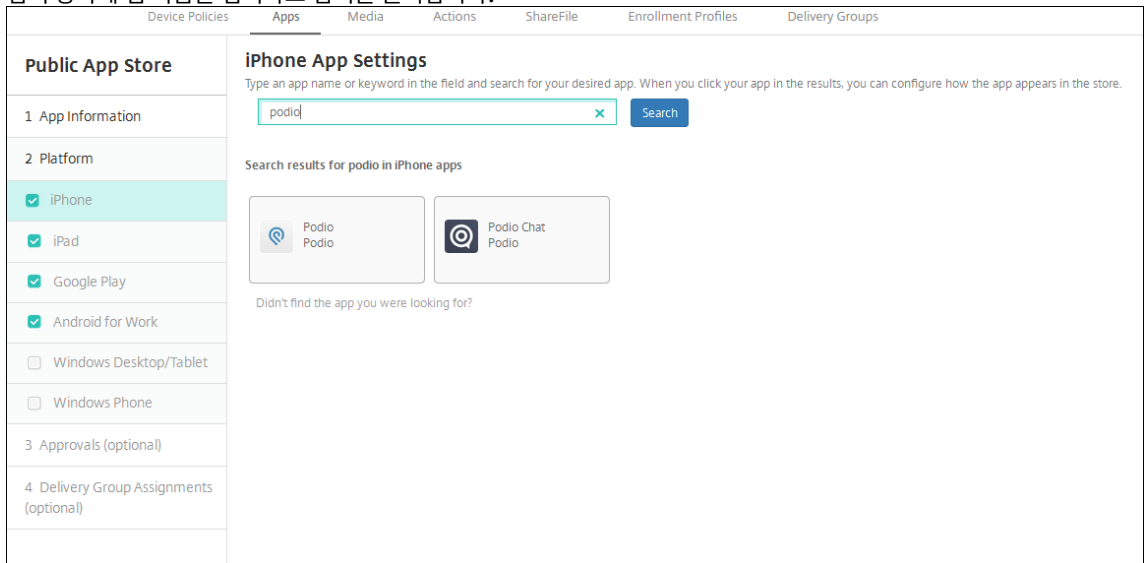 Device Policies Apps Media Actions ShareFile Enrollment Profiles Delivery Groups
Public App Store
1 App Information
2 Platform
iPhone
iPad
Google Play
Android for Work
Windows Desktop/Tablet
Windows Phone
3 Approvals (optional)
4 Delivery Group Assignments
(optional)
iPhone App Settings
Type an app name or keyword in the field and search for your desired app. When you click your app in the results, you can configure how the app appears in the store.
podio Search
Search results for podio in iPhone apps
Podio
Podio
Podio Chat
Podio
Didn't find the app you were looking for?